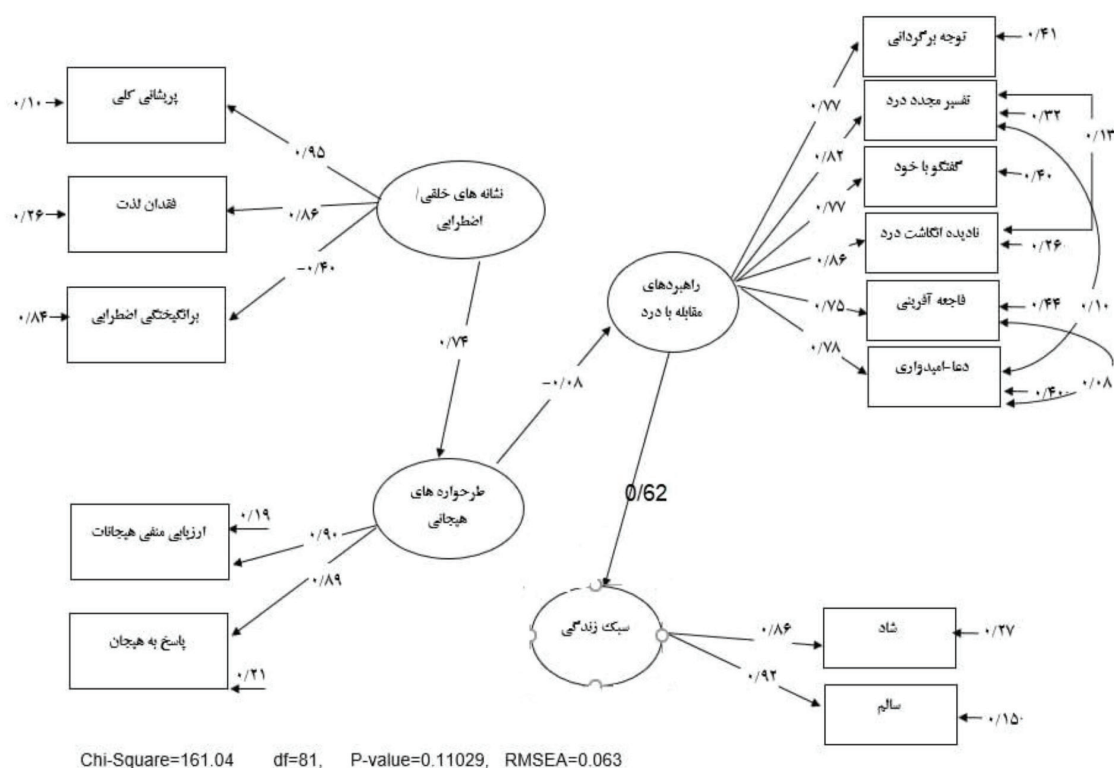 توجه برگردانی
۰/۴۱
پریشانی کلی
۰/۱۰
۰/۷۷
تفسیر مجدد درد
۰/۳۲
۰/۱۳
۰/۹۵
۰/۸۲
گفتگو با خود
۰/۴۰
نشانه های خلقی/
اضطرابی
فقدان لذت
۰/۲۶
۰/۸۶
۰/۷۷
نادیده انگاشت درد
۰/۲۶
۰/۸۶
راهبردهای
مقابله با درد
-۰/۴۰
برانگیختگی اضطرابی
۰/۸۴
۰/۷۵
فاجعه آفرینی
۰/۴۴
۰/۱۰
۰/۷۴
۰/۷۸
دعا-امیدواری
۰/۴۰
۰/۰۸
-۰/۰۸
طرحواره های
هیجانی
0/62
ارزیابی منفی هیجانات
۰/۱۹
۰/۹۰
۰/۸۹
پاسخ به هیجان
۰/۲۱
سبک زندگی
۰/۸۶
شاد
۰/۲۷
۰/۹۲
سالم
۰/۱۵
Chi-Square=161.04 df=81, P-value=0.11029, RMSEA=0.063